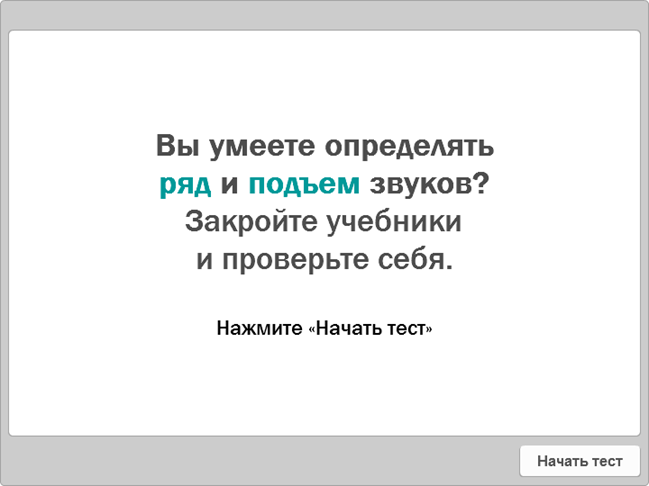 Вы умеете определять
ряд и подъем звуков?
Закройте учебники
и проверьте себя.
Нажмите «Начать тест»
Начать тест